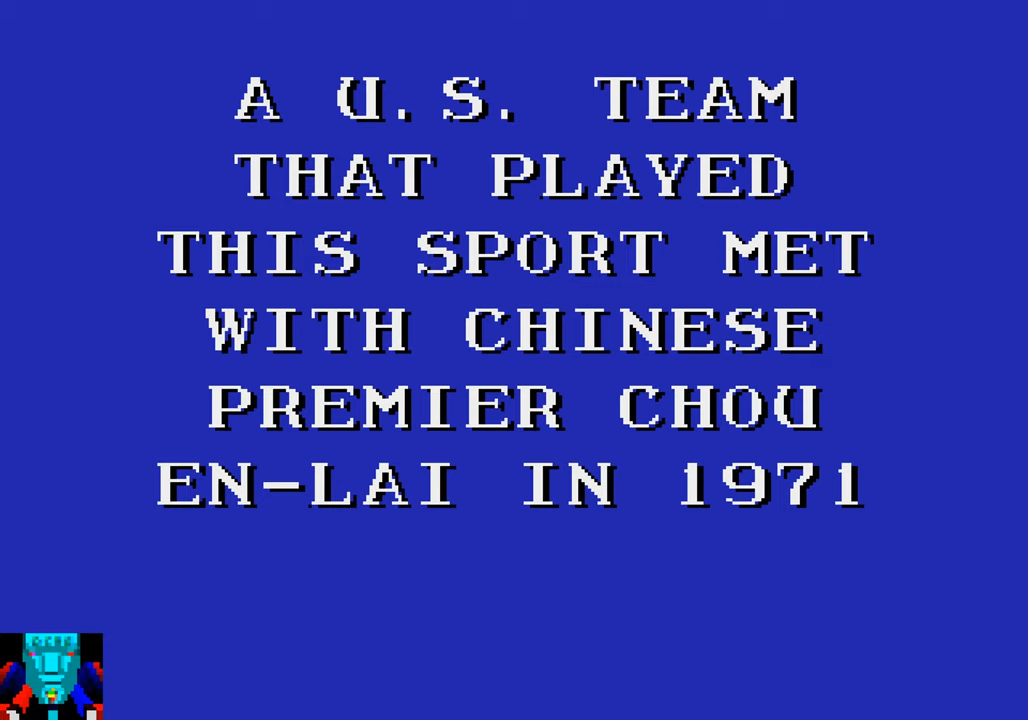 A U.S. TEAM
THAT PLAYED
THIS SPORT MET
WITH CHINESE
PREMIER CHOU
EN-LAI IN 1971